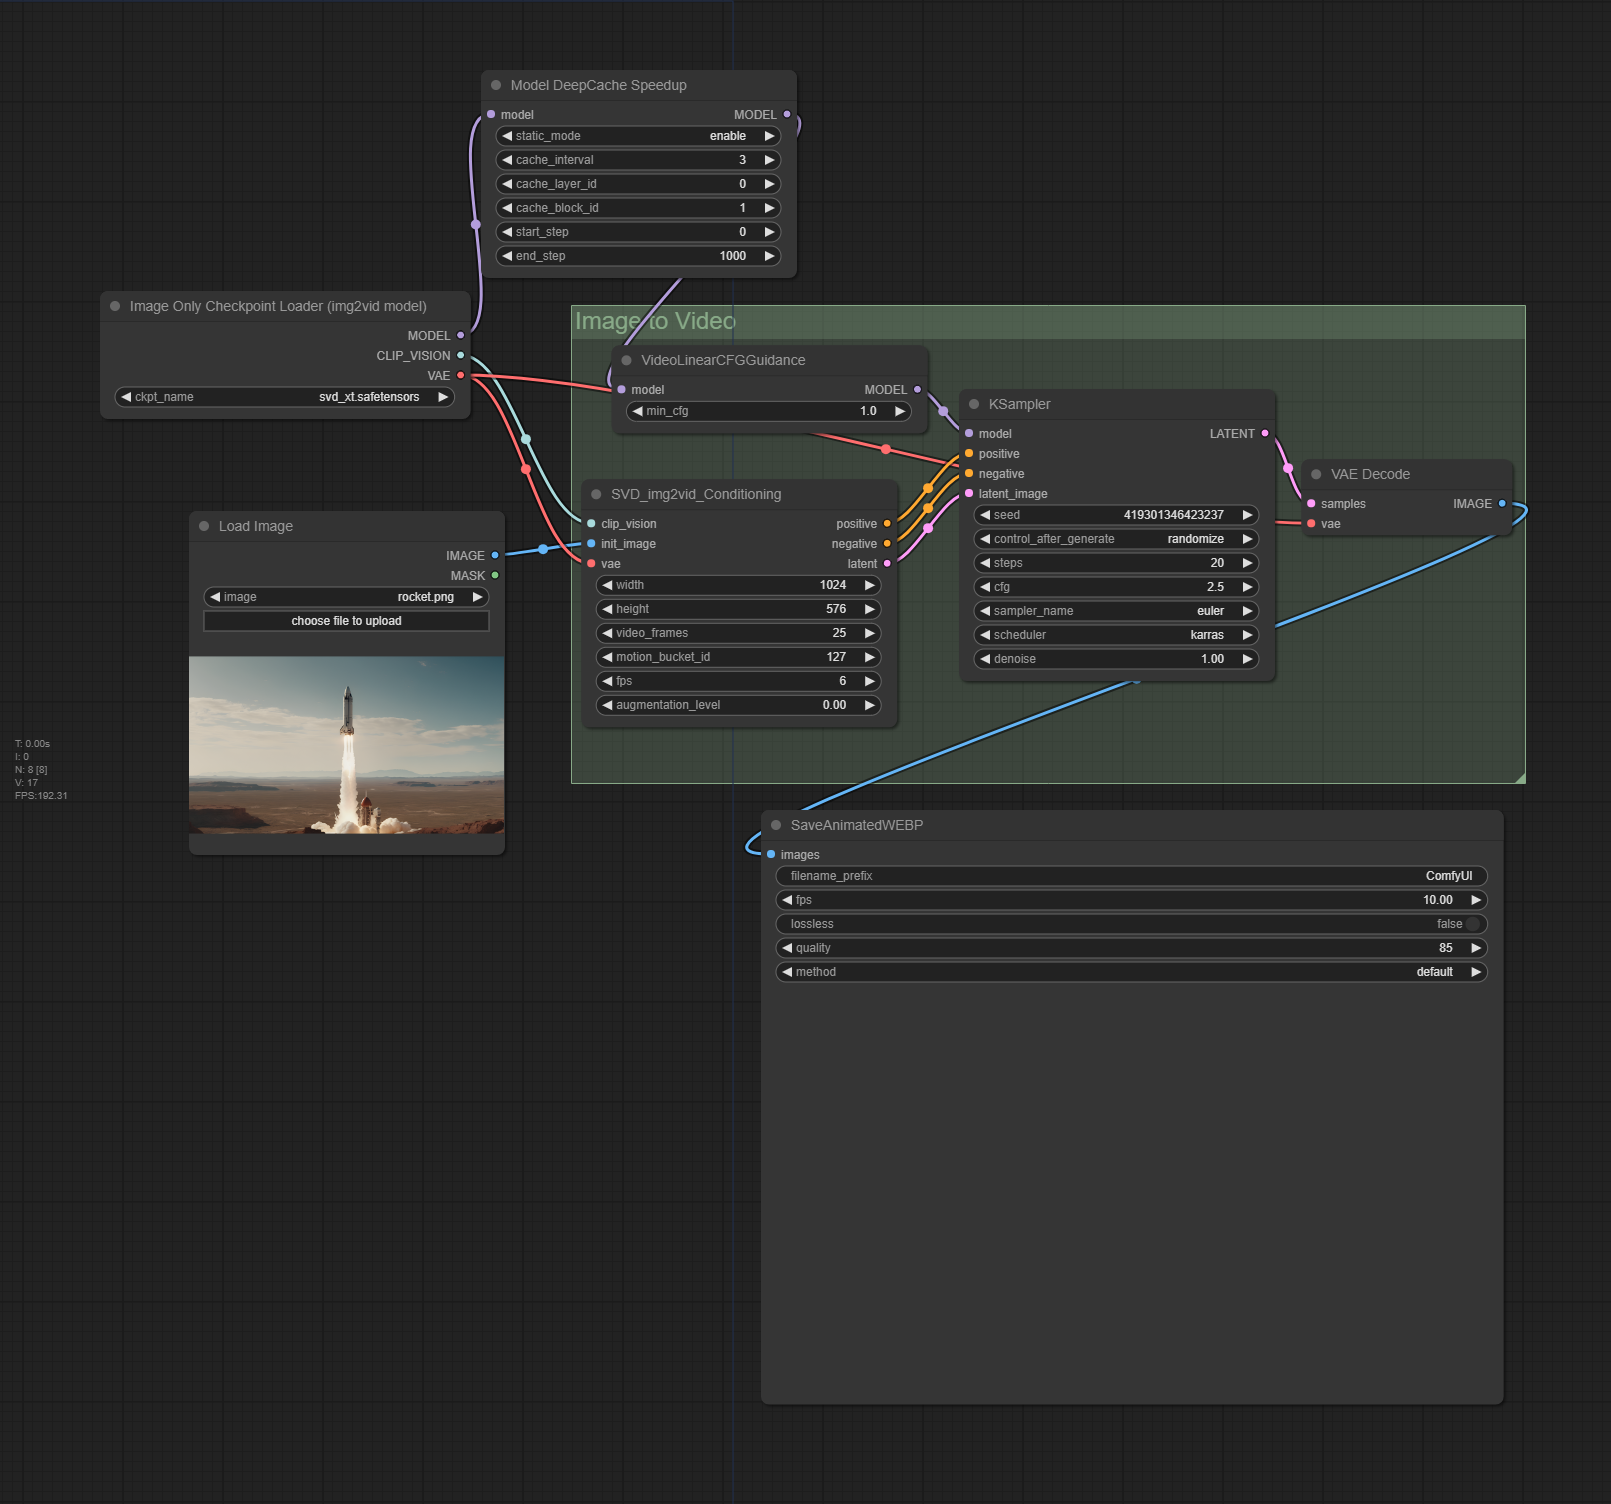 Model DeepCache Speedup
model MODEL
static_mode enable
cache_interval 3
cache_layer_id 0
cache_block_id 1
start_step 0
end_step 1000
Image Only Checkpoint Loader (img2vid model)
MODEL
CLIP_VISION
VAE
ckpt_name svd_xt.safetensors
Image to Video
VideoLinearCFGGuidance
model MODEL
min_cfg 1.0
KSampler
model LATENT
positive
negative
latent_image
seed 419301346423237
control_after_generate randomize
steps 20
cfg 2.5
sampler_name euler
scheduler karras
denoise 1.00
VAE Decode
samples IMAGE
vae
SVD_img2vid_Conditioning
clip_vision positive
init_image negative
vae latent
width 1024
height 576
video_frames 25
motion_bucket_id 127
fps 6
augmentation_level 0.00
Load Image
IMAGE
MASK
image rocket.png
choose file to upload
T: 0.00s
I: 0
N: 8 [8]
V: 17
FPS:192.31
SaveAnimatedWEBP
images
filename_prefix ComfyUI
fps 10.00
lossless false
quality 85
method default